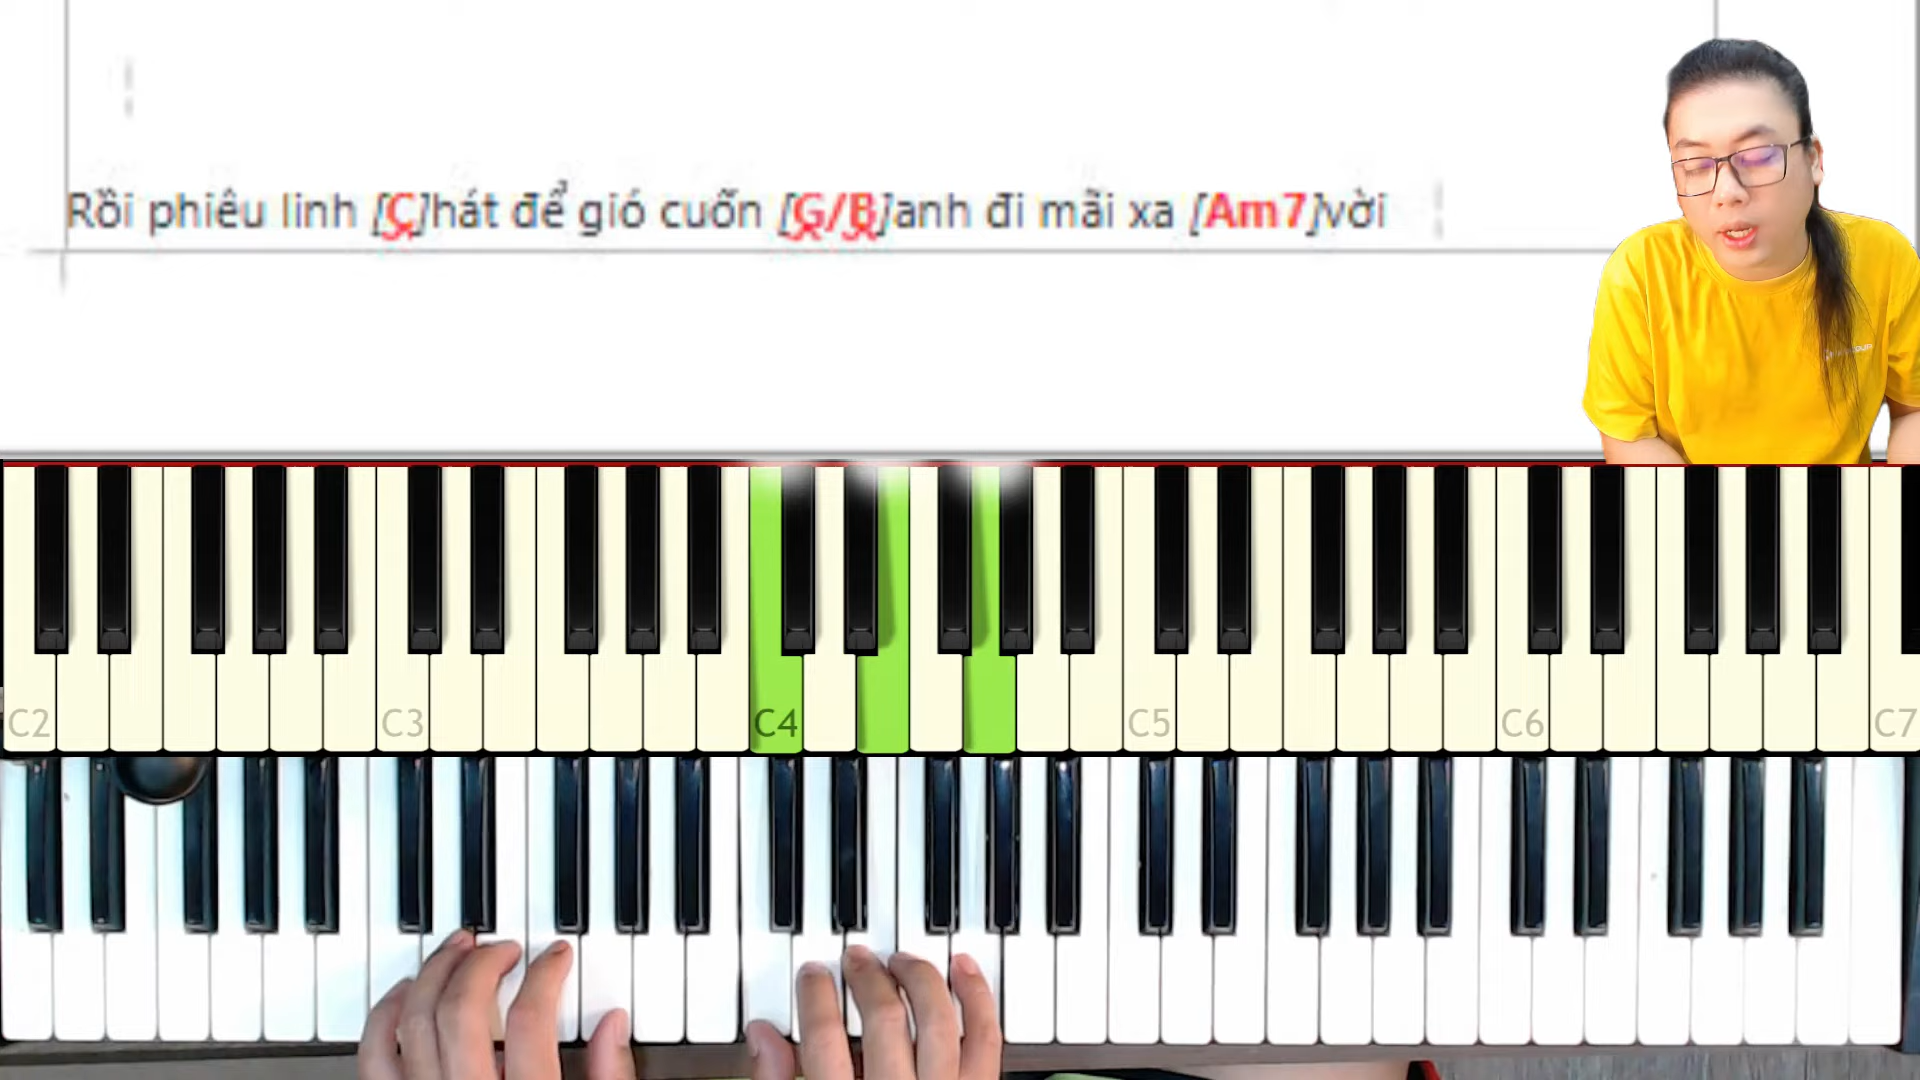 Rồi phiêu linh [C]hát để gió cuốn [G/B]anh đi mãi xa [Am7]vời
C2 C3 C4 C5 C6 C7